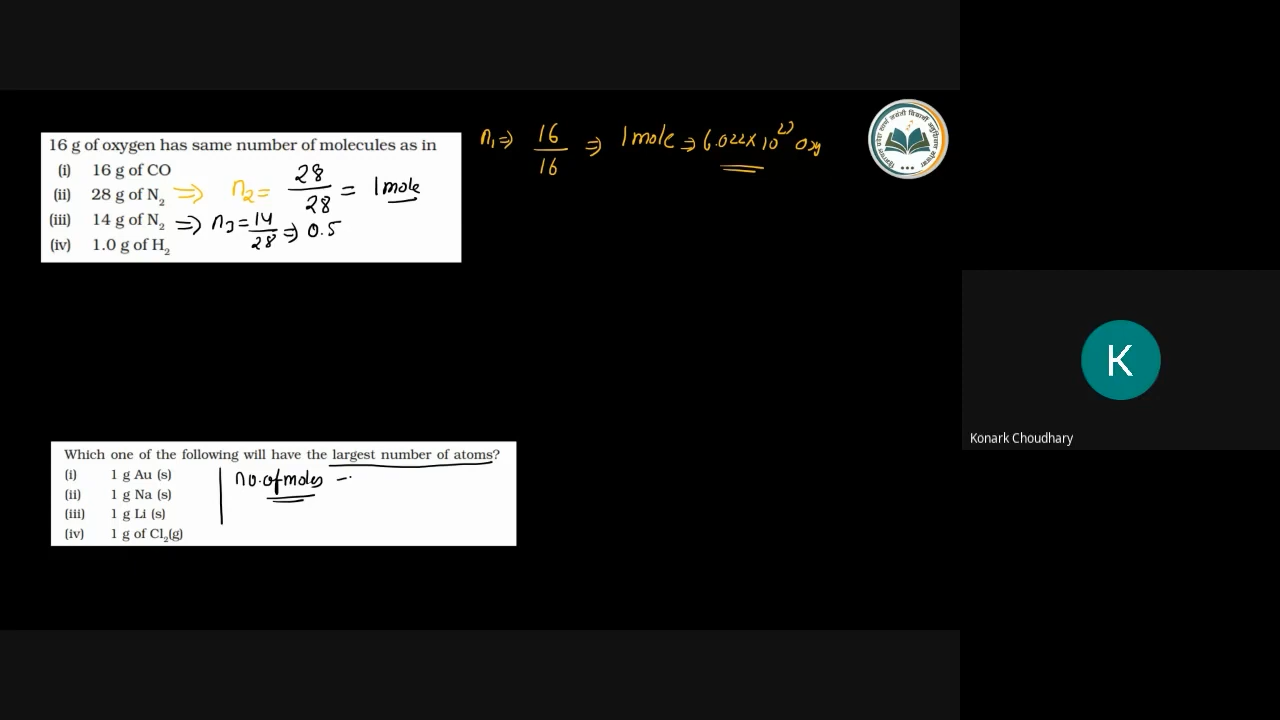 16 g of oxygen has same number of molecules as in
(i) 16 g of CO
(ii) 28 g of N₂ ⇒ n₂ = 28/28 = 1 mole
(iii) 14 g of N₂ ⇒ n₃ = 14/28 ⇒ 0.5
(iv) 1.0 g of H₂
n₁ ⇒ 16/16 ⇒ 1 mole ⇒ 6.022 × 10²³ Oxy
Which one of the following will have the largest number of atoms?
(i) 1 g Au (s)
(ii) 1 g Na (s)
(iii) 1 g Li (s)
(iv) 1 g of Cl₂(g)
no. of moles -
K
Konark Choudhary